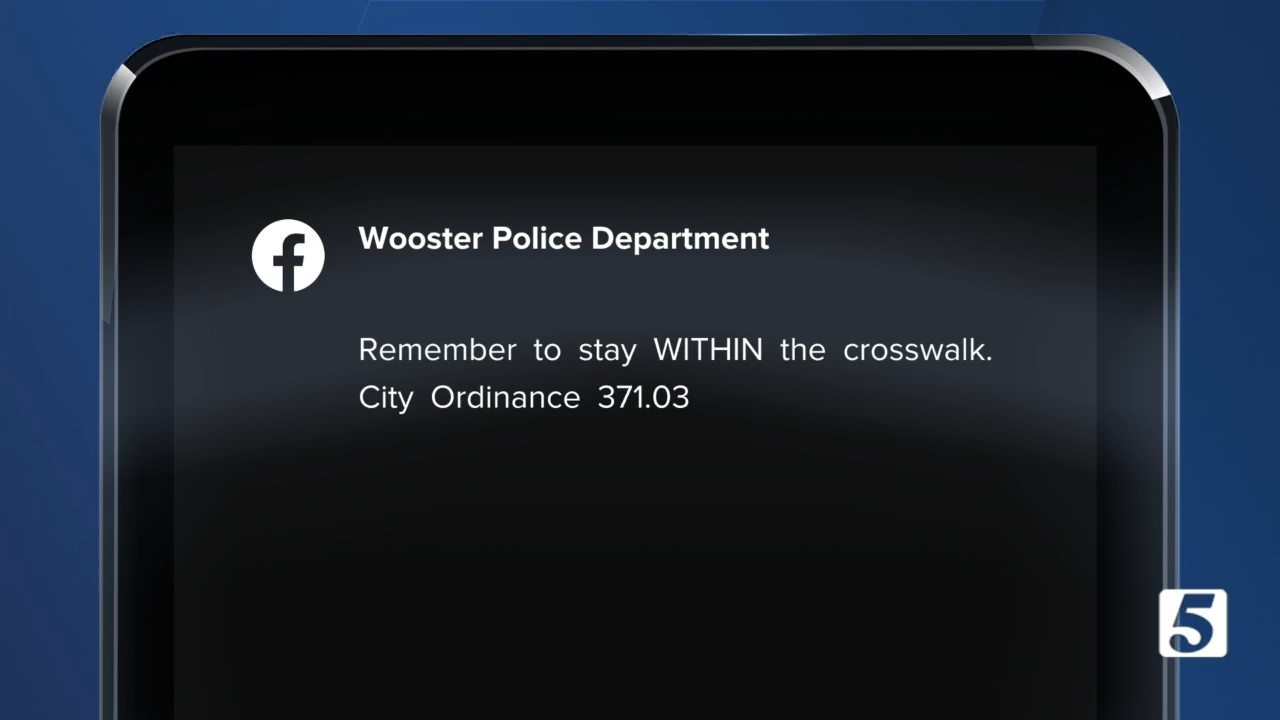 Wooster Police Department
Remember to stay WITHIN the crosswalk.
City Ordinance 371.03
5